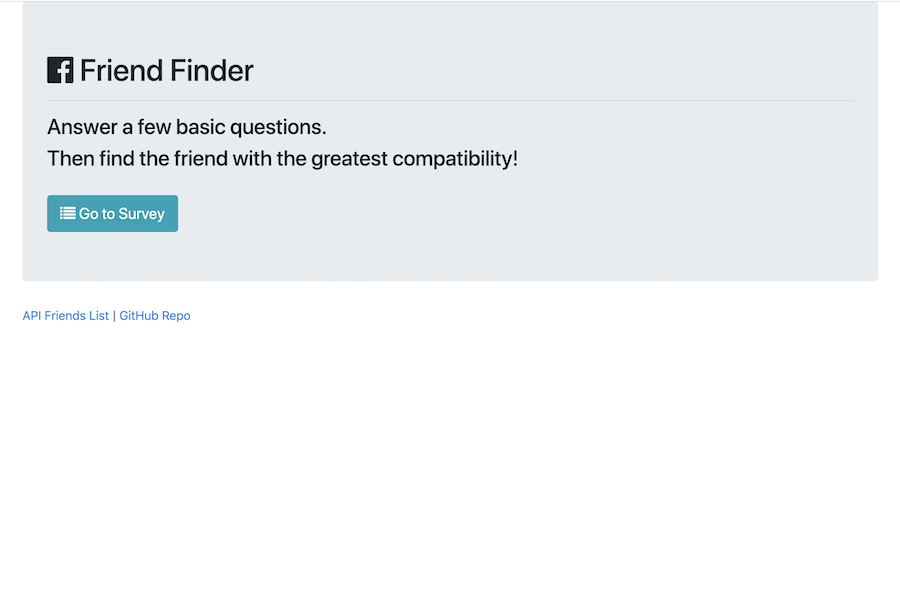 Friend Finder
Answer a few basic questions.
Then find the friend with the greatest compatibility!
Go to Survey
API Friends List | GitHub Repo